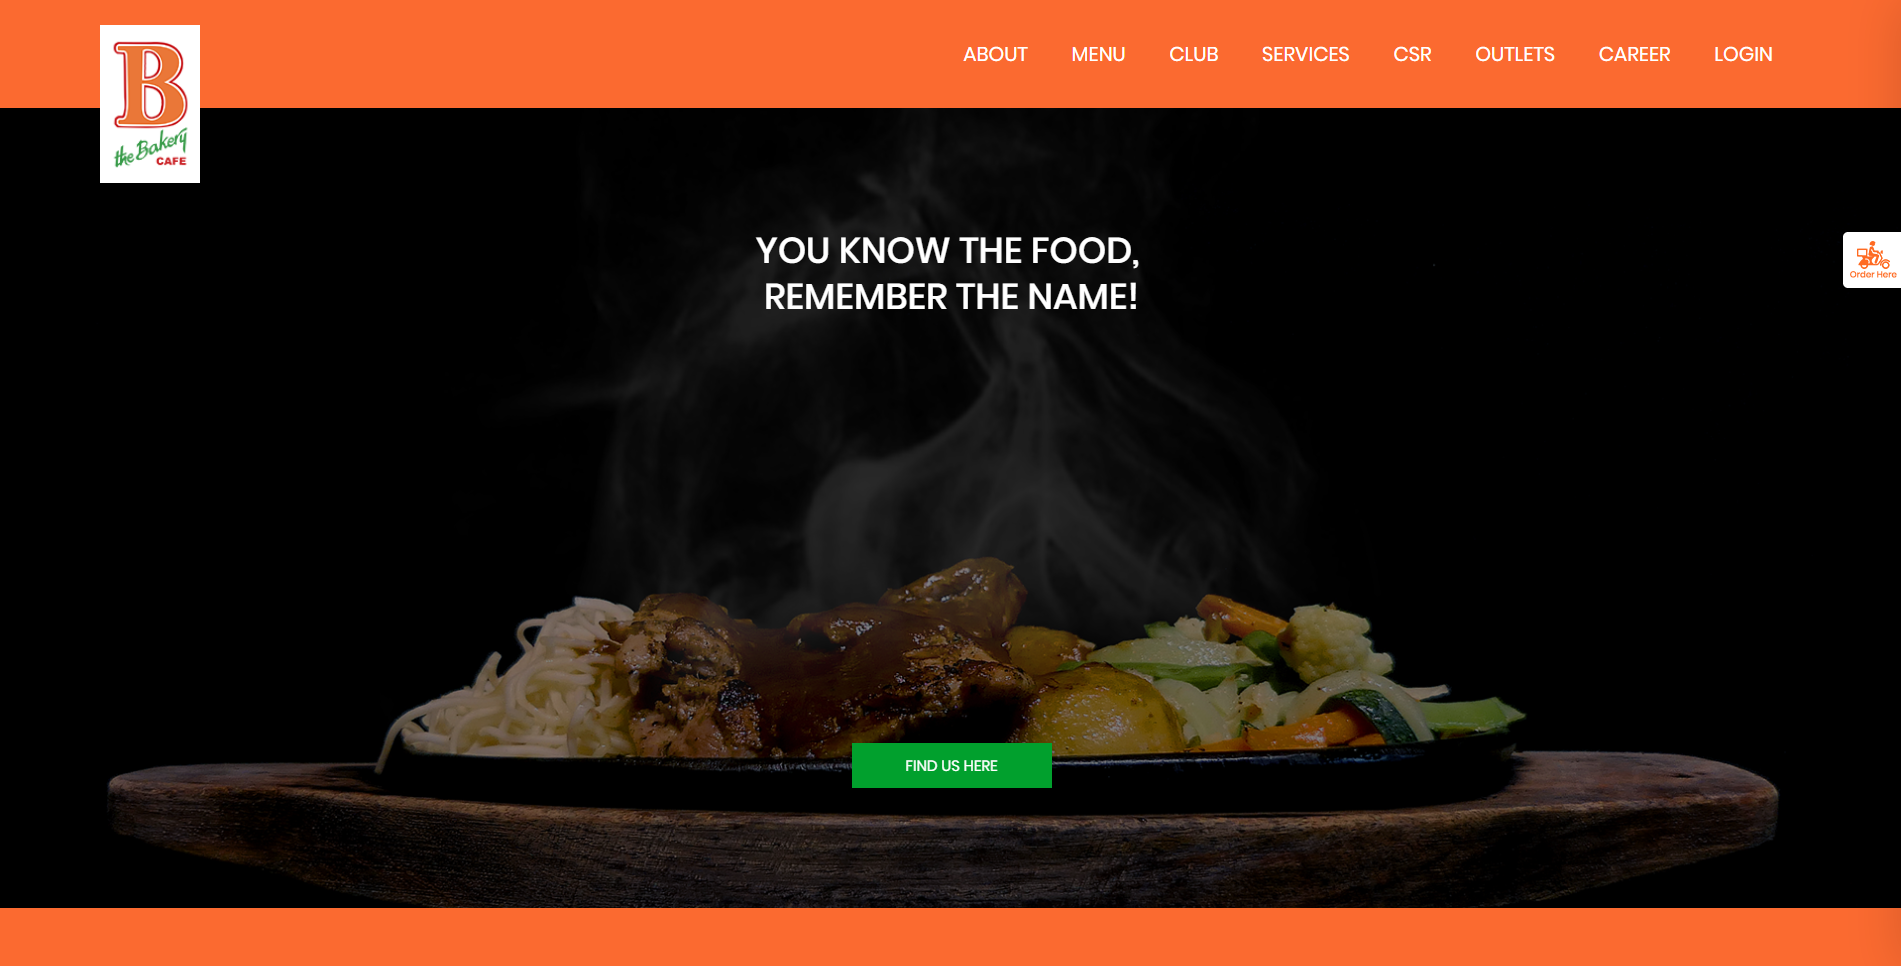 B
the Bakery
CAFE
ABOUT MENU CLUB SERVICES CSR OUTLETS CAREER LOGIN
YOU KNOW THE FOOD,
REMEMBER THE NAME!
Order Here
FIND US HERE